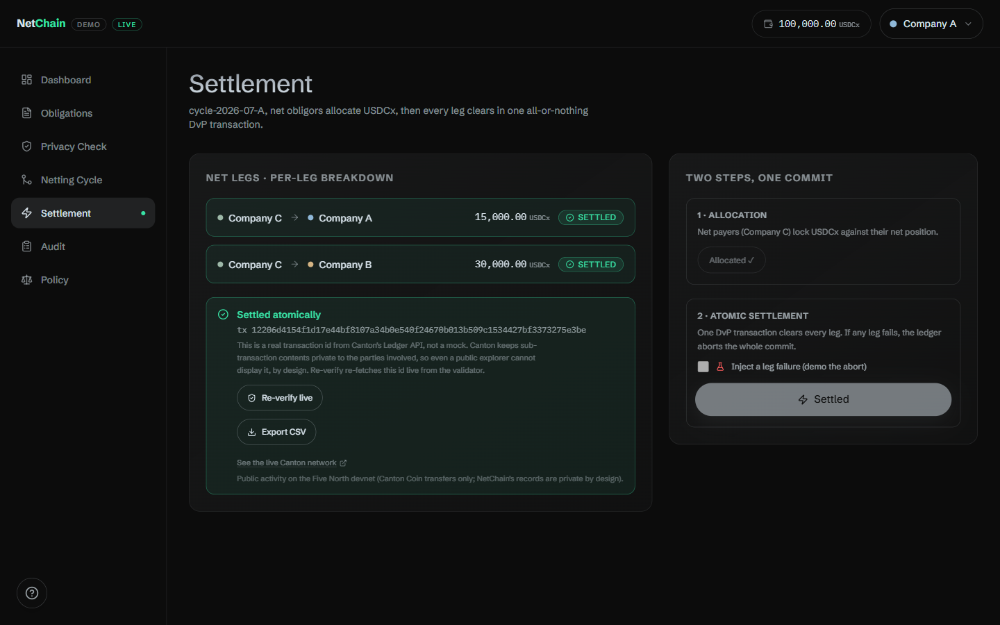 NetChain DEMO LIVE
100,000.00 USDCx
Company A
Dashboard
Obligations
Privacy Check
Netting Cycle
Settlement
Audit
Policy
Settlement
cycle-2026-07-A, net obligors allocate USDCx, then every leg clears in one all-or-nothing
DvP transaction.
NET LEGS · PER-LEG BREAKDOWN
Company C → Company A 15,000.00 USDCx SETTLED
Company C → Company B 30,000.00 USDCx SETTLED
Settled atomically
tx 12206d4154f1d17e44bf8107a34b0e540f24670b013b509c1534427bf3373275e3be
This is a real transaction id from Canton's Ledger API, not a mock. Canton keeps sub-
transaction contents private to the parties involved, so even a public explorer cannot
display it, by design. Re-verify re-fetches this id live from the validator.
Re-verify live
Export CSV
See the live Canton network
Public activity on the Five North devnet (Canton Coin transfers only; NetChain's records are private by design).
TWO STEPS, ONE COMMIT
1 · ALLOCATION
Net payers (Company C) lock USDCx against their net position.
Allocated ✓
2 · ATOMIC SETTLEMENT
One DvP transaction clears every leg. If any leg fails, the ledger
aborts the whole commit.
Inject a leg failure (demo the abort)
Settled